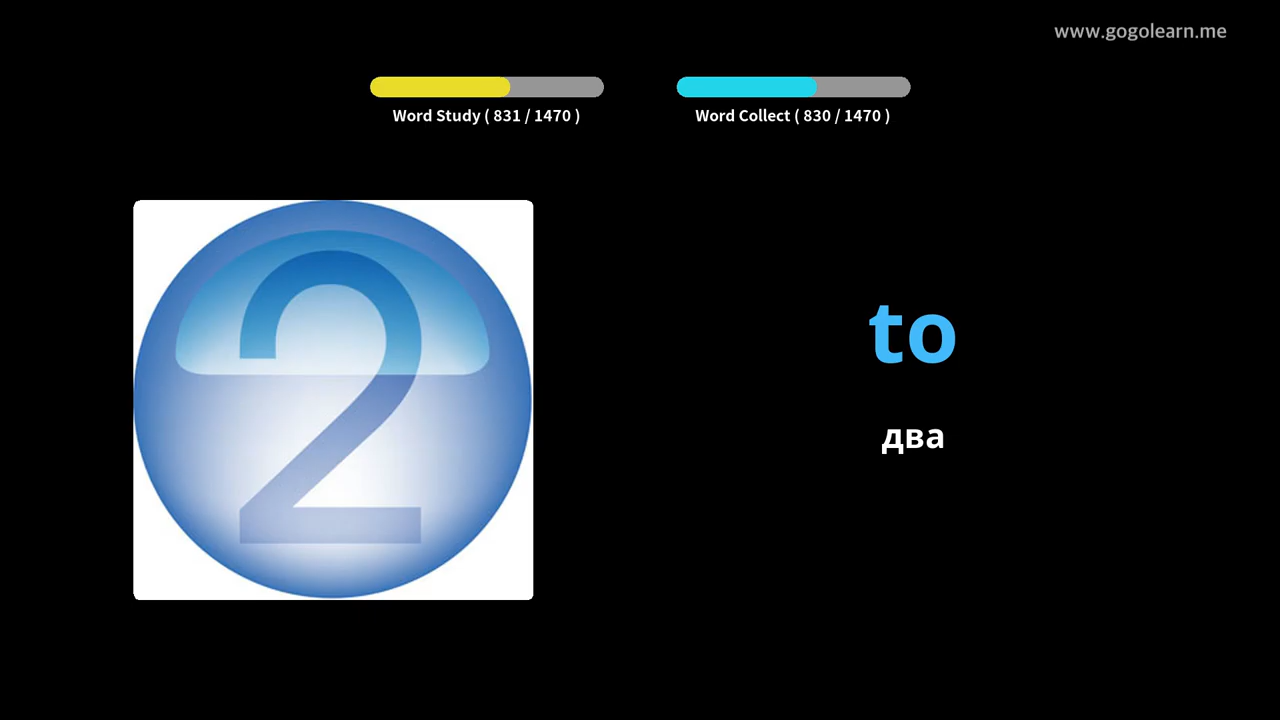 www.gogolearn.me
Word Study ( 831 / 1470 )
Word Collect ( 830 / 1470 )
2
to
два